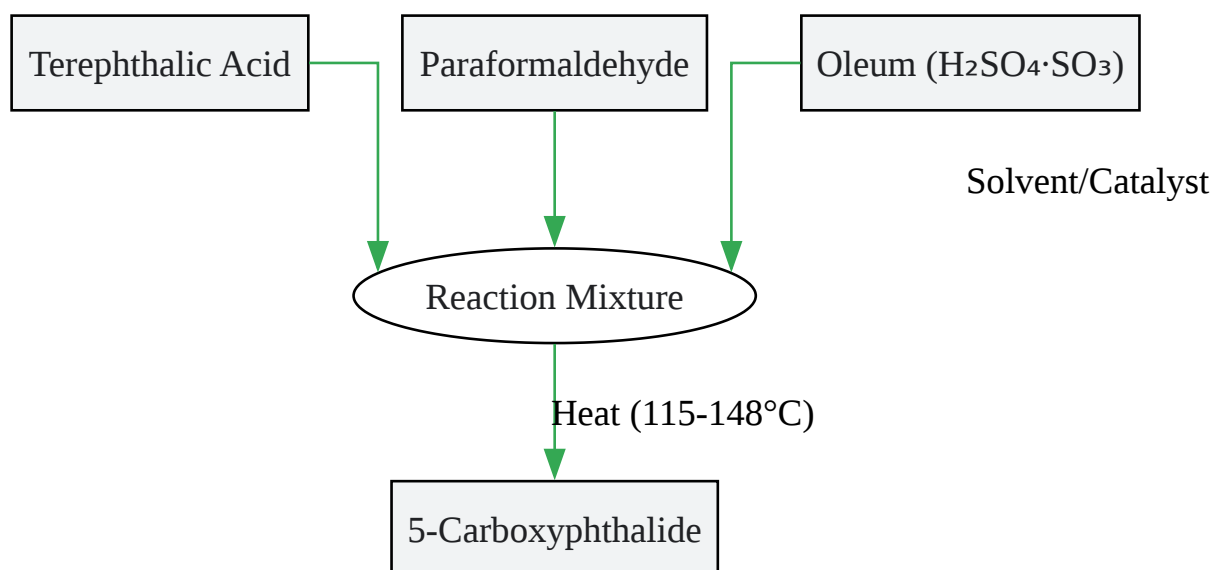 Terephthalic Acid
Paraformaldehyde
Oleum (H₂SO₄·SO₃)
Solvent/Catalyst
Reaction Mixture
Heat (115-148°C)
5-Carboxyphthalide